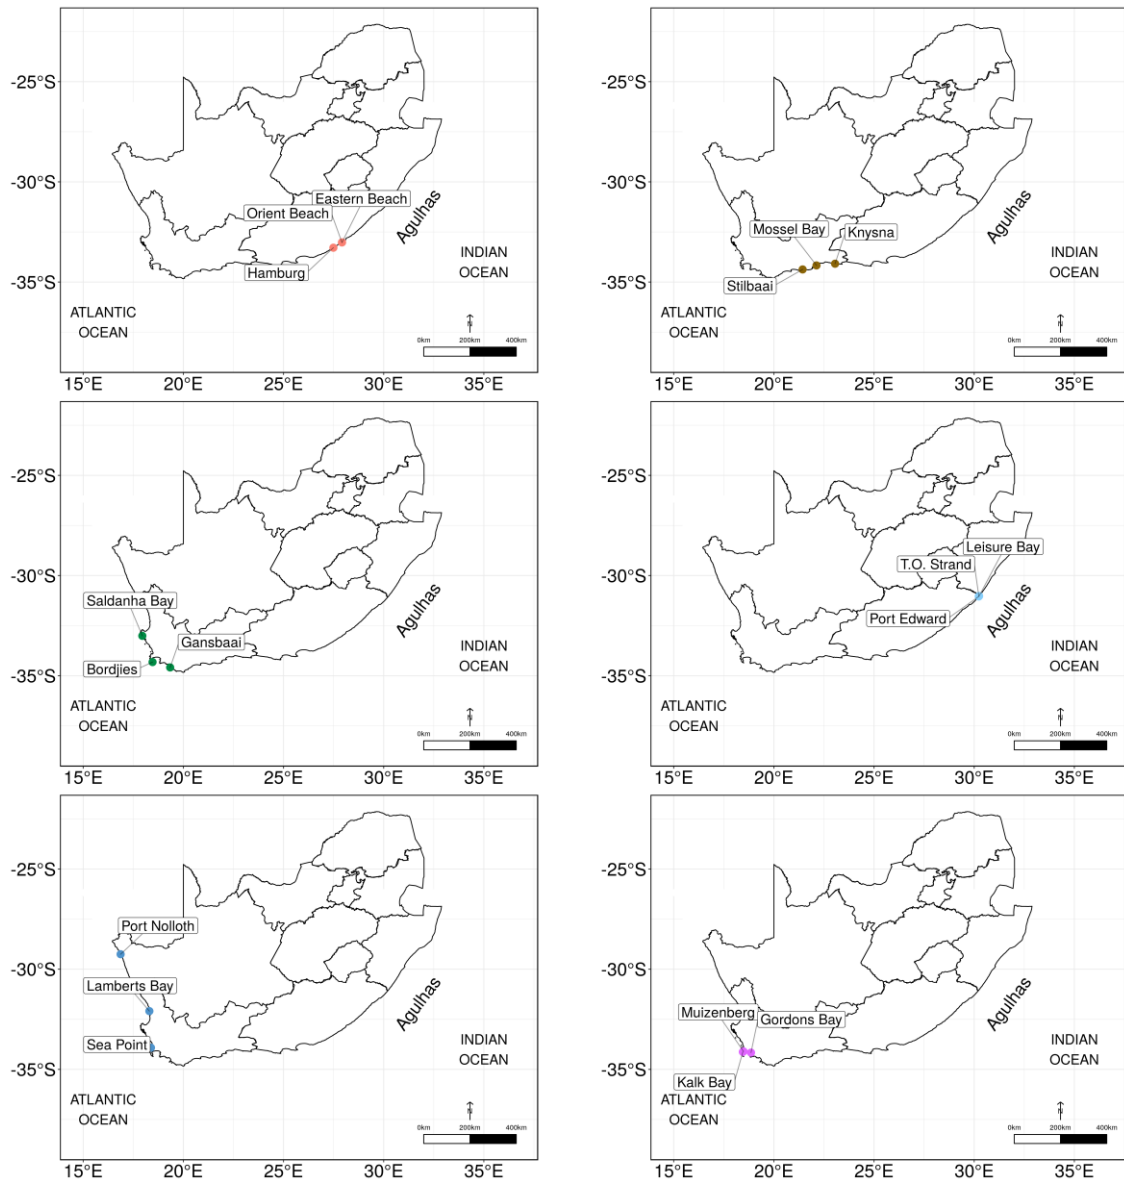 -25°S
-30°S
-35°S
Eastern Beach
Orient Beach
Hamburg
Agulhas
INDIAN
OCEAN
ATLANTIC
OCEAN
N
0km 200km 400km
15°E 20°E 25°E 30°E 35°E
-25°S
-30°S
-35°S
Mossel Bay
Knysna
Stilbaai
Agulhas
INDIAN
OCEAN
ATLANTIC
OCEAN
N
0km 200km 400km
15°E 20°E 25°E 30°E 35°E
-25°S
-30°S
-35°S
Saldanha Bay
Gansbaai
Bordjies
Agulhas
INDIAN
OCEAN
ATLANTIC
OCEAN
N
0km 200km 400km
15°E 20°E 25°E 30°E 35°E
-25°S
-30°S
-35°S
Leisure Bay
T.O. Strand
Port Edward
Agulhas
INDIAN
OCEAN
ATLANTIC
OCEAN
N
0km 200km 400km
15°E 20°E 25°E 30°E 35°E
-25°S
-30°S
-35°S
Port Nolloth
Lamberts Bay
Sea Point
Agulhas
INDIAN
OCEAN
ATLANTIC
OCEAN
N
0km 200km 400km
15°E 20°E 25°E 30°E 35°E
-25°S
-30°S
-35°S
Muizenberg
Gordons Bay
Kalk Bay
Agulhas
INDIAN
OCEAN
ATLANTIC
OCEAN
N
0km 200km 400km
15°E 20°E 25°E 30°E 35°E